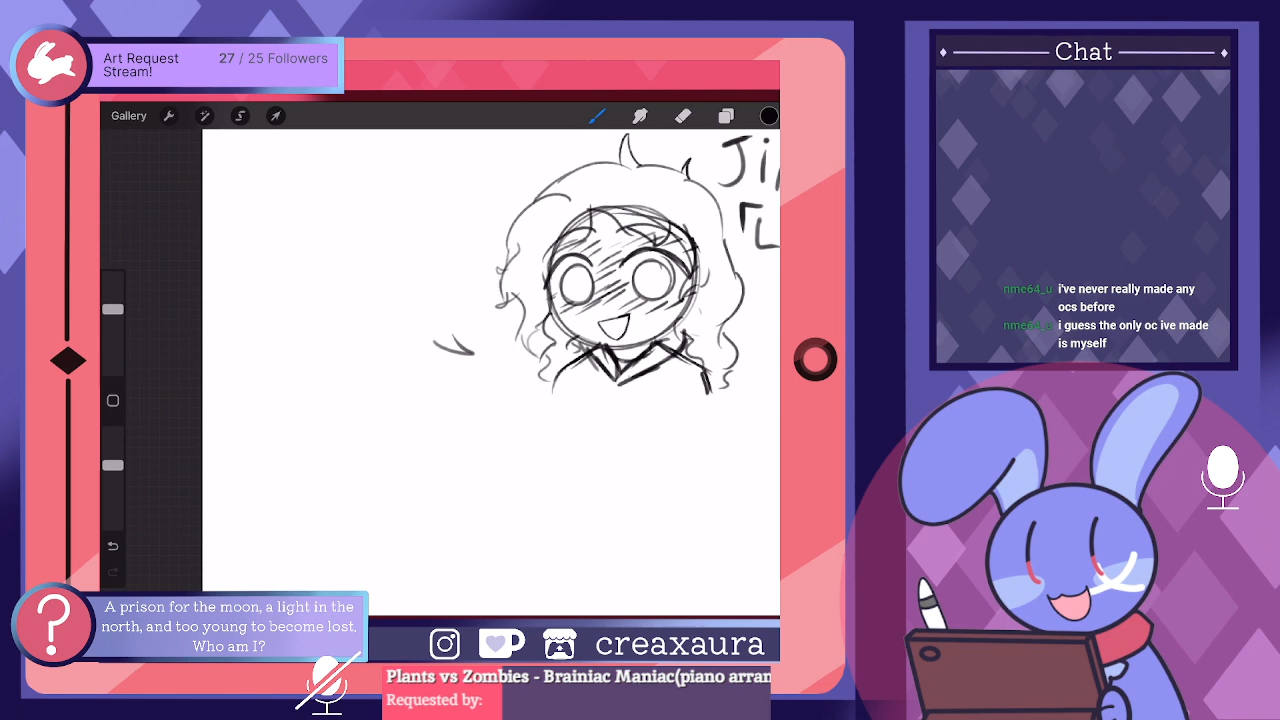 Art Request
Stream!
27 / 25 Followers
Gallery
Chat
nme64_u i've never really made any
ocs before
i guess the only oc ive made
is myself
A prison for the moon, a light in the
north, and too young to become lost.
Who am I?
creaxaura
Plants vs Zombies - Brainiac Maniac(piano arran
Requested by: